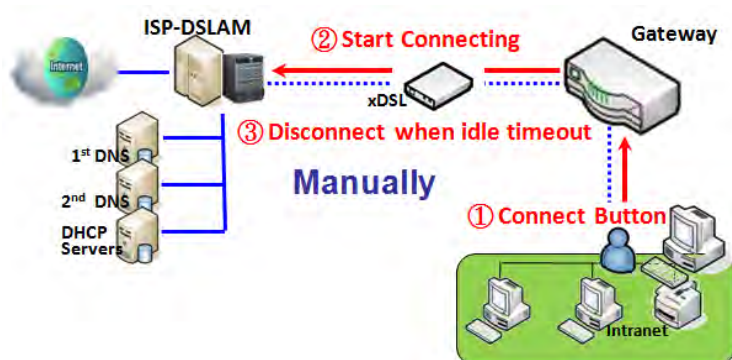 ISP-DSLAM
② Start Connecting
Gateway
Internet
xDSL
③ Disconnect when idle timeout
1st DNS
Manually
2nd DNS
① Connect Button
DHCP
Servers
Intranet